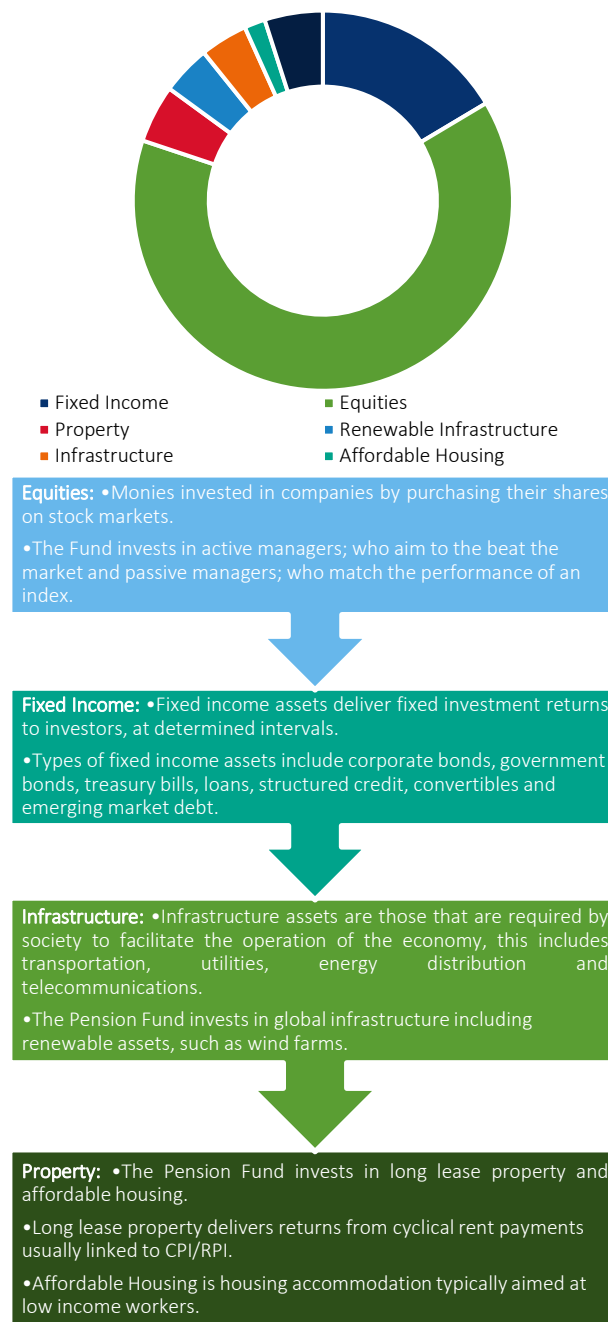 Fixed Income
Equities
Property
Renewable Infrastructure
Infrastructure
Affordable Housing
Equities: •Monies invested in companies by purchasing their shares
on stock markets.
•The Fund invests in active managers; who aim to the beat the
market and passive managers; who match the performance of an
index.
Fixed Income: •Fixed income assets deliver fixed investment returns
to investors, at determined intervals.
•Types of fixed income assets include corporate bonds, government
bonds, treasury bills, loans, structured credit, convertibles and
emerging market debt.
Infrastructure: •Infrastructure assets are those that are required by
society to facilitate the operation of the economy, this includes
transportation, utilities, energy distribution and
telecommunications.
•The Pension Fund invests in global infrastructure including
renewable assets, such as wind farms.
Property: •The Pension Fund invests in long lease property and
affordable housing.
•Long lease property delivers returns from cyclical rent payments
usually linked to CPI/RPI.
•Affordable Housing is housing accommodation typically aimed at
low income workers.